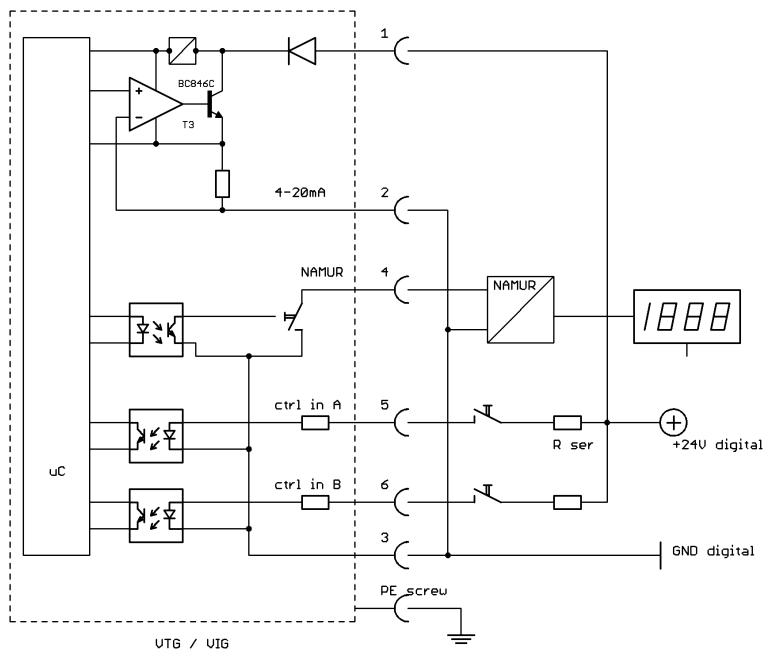 1
BC846C
+
-
T3
4-20mA
2
NAMUR
4
NAMUR
1888
ctrl in A
5
R ser
+
+24V digital
uC
ctrl in B
6
3
GND digital
PE screw
VTG / VIG